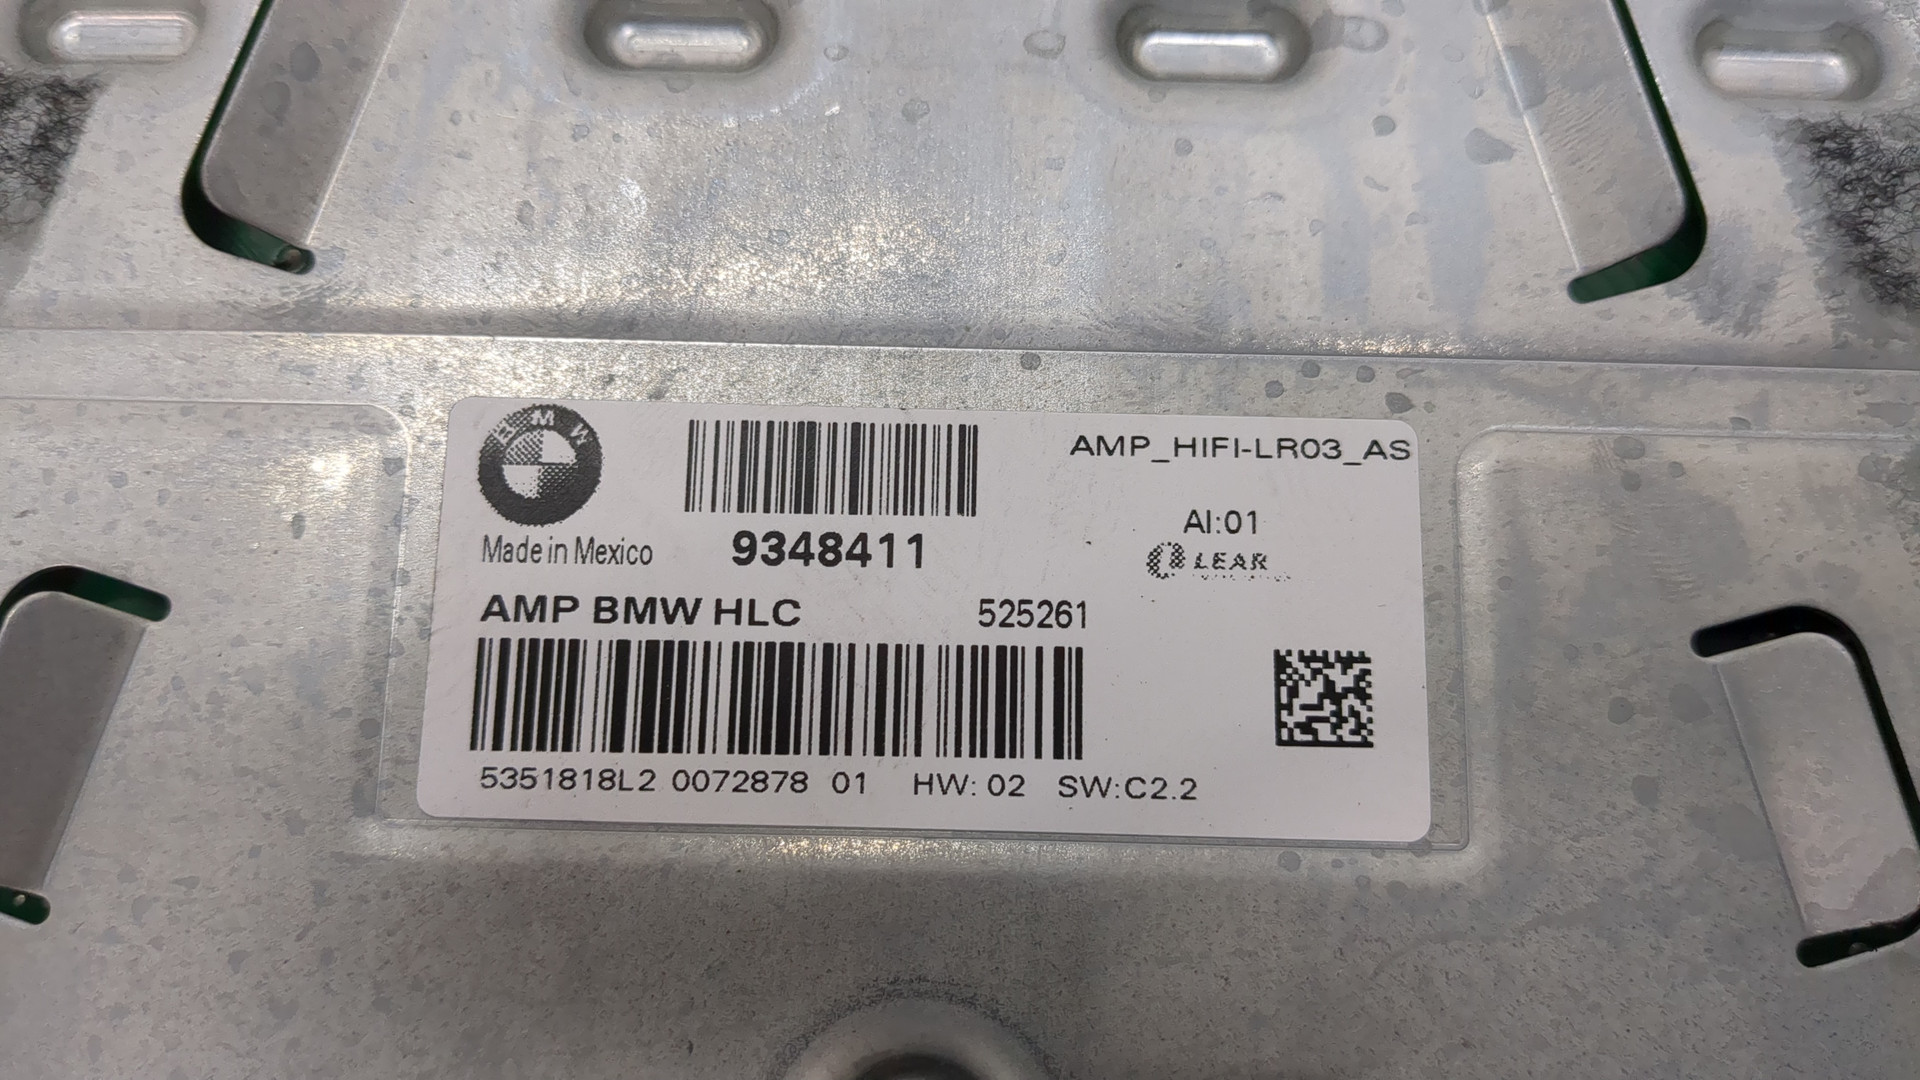 BMW
AMP_HIFI-LR03_AS
AI:01
Made in Mexico
9348411
LEAR
AMP BMW HLC 525261
5351818L2 0072878 01 HW: 02 SW:C2.2